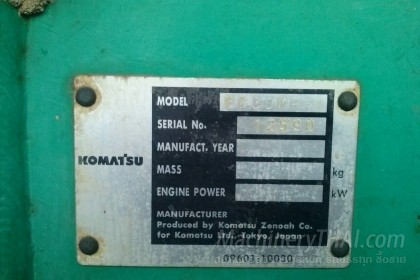 KOMATSU
MODEL
SERIAL No.
MANUFACT. YEAR
MASS kg
ENGINE POWER kW
MANUFACTURER
Produced by Komatsu Zenoah Co.
for Komatsu Ltd. Tokyo, Japan
09601-10030
MachineryTHAI.com